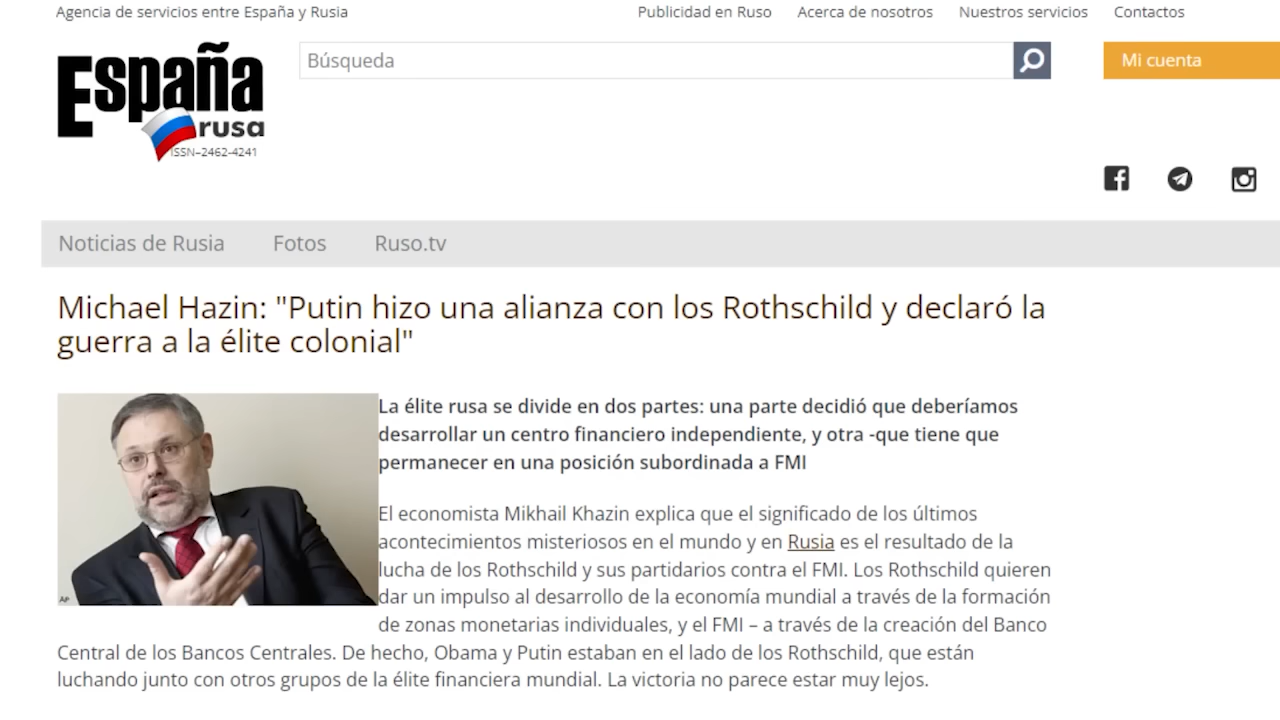 Agencia de servicios entre España y Rusia
Publicidad en Ruso Acerca de nosotros Nuestros servicios Contactos
España
rusa
ISSN–2462-4241
Búsqueda
Mi cuenta
Noticias de Rusia Fotos Ruso.tv
Michael Hazin: "Putin hizo una alianza con los Rothschild y declaró la
guerra a la élite colonial"
La élite rusa se divide en dos partes: una parte decidió que deberíamos
desarrollar un centro financiero independiente, y otra -que tiene que
permanecer en una posición subordinada a FMI
El economista Mikhail Khazin explica que el significado de los últimos
acontecimientos misteriosos en el mundo y en Rusia es el resultado de la
lucha de los Rothschild y sus partidarios contra el FMI. Los Rothschild quieren
dar un impulso al desarrollo de la economía mundial a través de la formación
de zonas monetarias individuales, y el FMI – a través de la creación del Banco
Central de los Bancos Centrales. De hecho, Obama y Putin estaban en el lado de los Rothschild, que están
luchando junto con otros grupos de la élite financiera mundial. La victoria no parece estar muy lejos.
AP